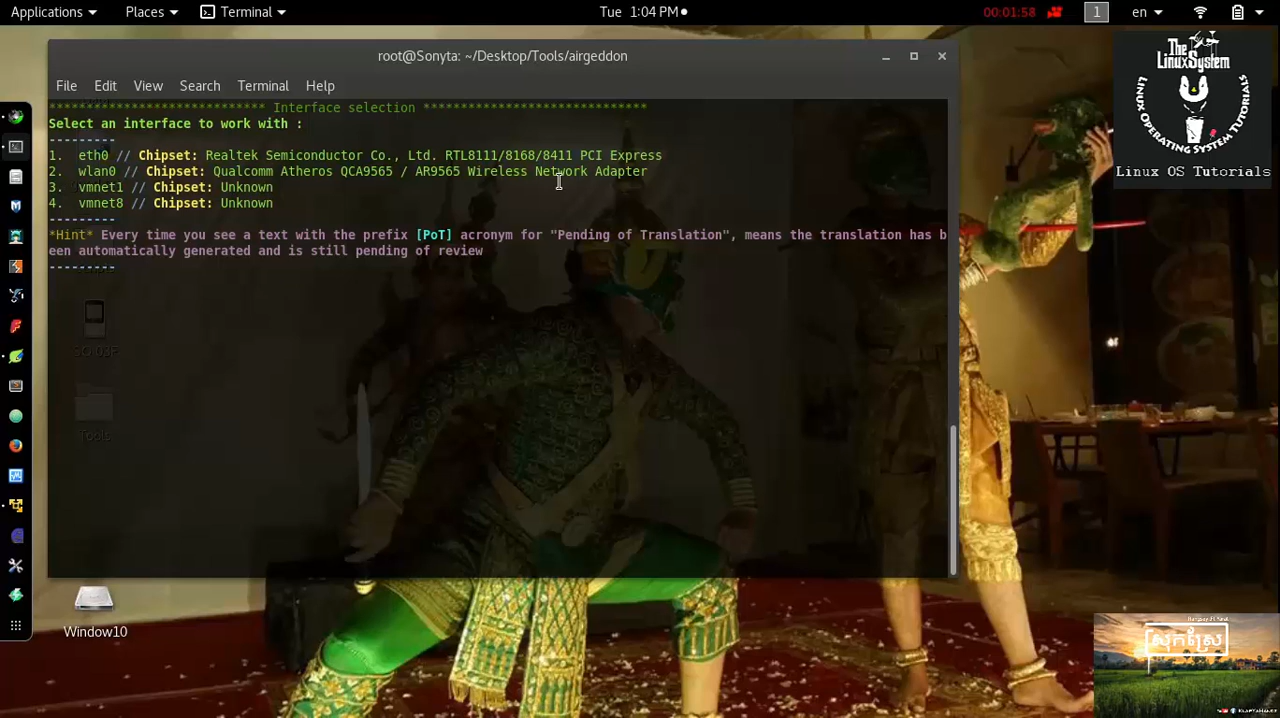 Applications Places Terminal Tue 1:04 PM 00:01:58 1 en
root@Sonyta: ~/Desktop/Tools/airgeddon
File Edit View Search Terminal Help
*************************** Interface selection ******************************
Select an interface to work with :
---------
1. eth0 // Chipset: Realtek Semiconductor Co., Ltd. RTL8111/8168/8411 PCI Express
2. wlan0 // Chipset: Qualcomm Atheros QCA9565 / AR9565 Wireless Network Adapter
3. vmnet1 // Chipset: Unknown
4. vmnet8 // Chipset: Unknown
---------
*Hint* Every time you see a text with the prefix [PoT] acronym for "Pending of Translation", means the translation has b
een automatically generated and is still pending of review
---------
Tools
Window10
The
LinuxSystem
LINUX OPERATING SYSTEM TUTORIALS
Linux OS Tutorials
សុកស្រែ